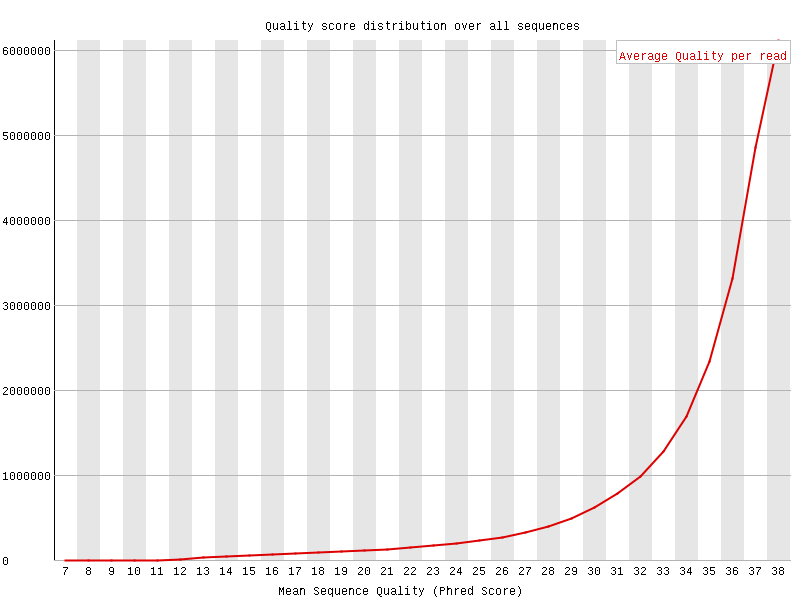 Quality score distribution over all sequences
Average Quality per read
6000000
5000000
4000000
3000000
2000000
1000000
0
7 8 9 10 11 12 13 14 15 16 17 18 19 20 21 22 23 24 25 26 27 28 29 30 31 32 33 34 35 36 37 38
Mean Sequence Quality (Phred Score)